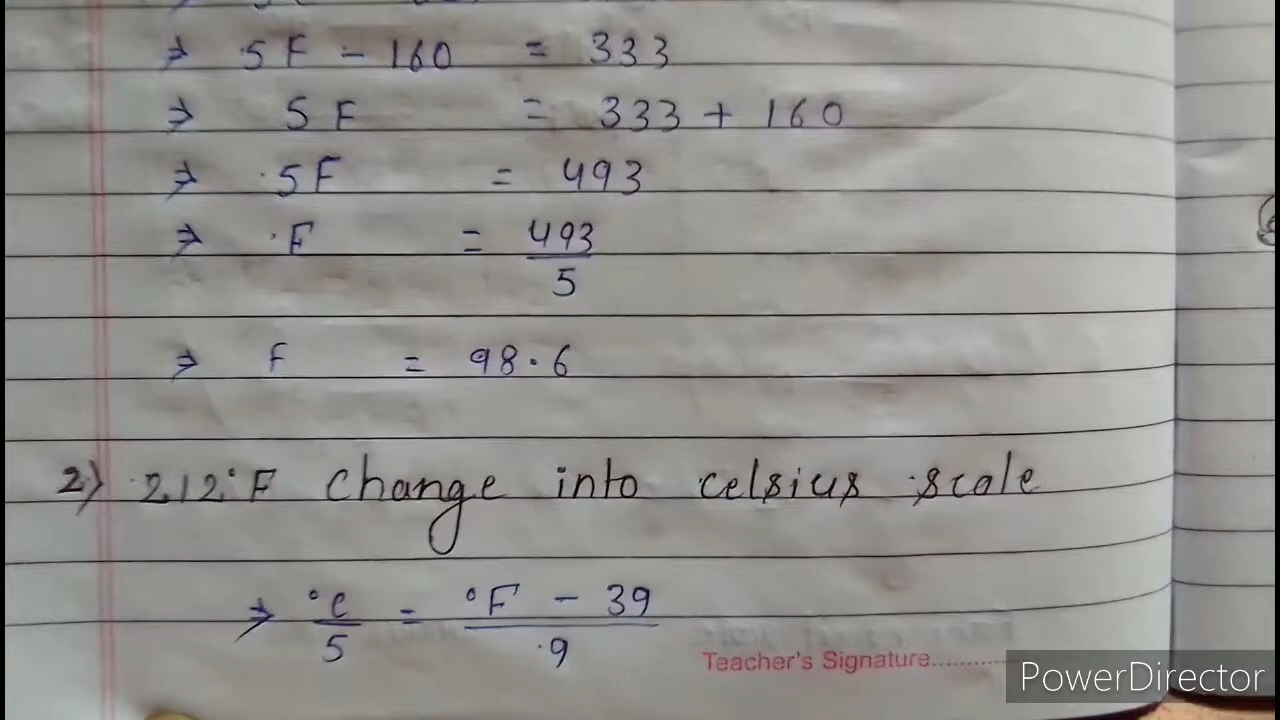 ⇒ 5F - 160 = 333
⇒ 5F = 333 + 160
⇒ 5F = 493
⇒ F = 493/5
⇒ F = 98.6
2) 212°F change into celsius scale
⇒ °c/5 = °F - 39/9
Teacher's Signature............
PowerDirector